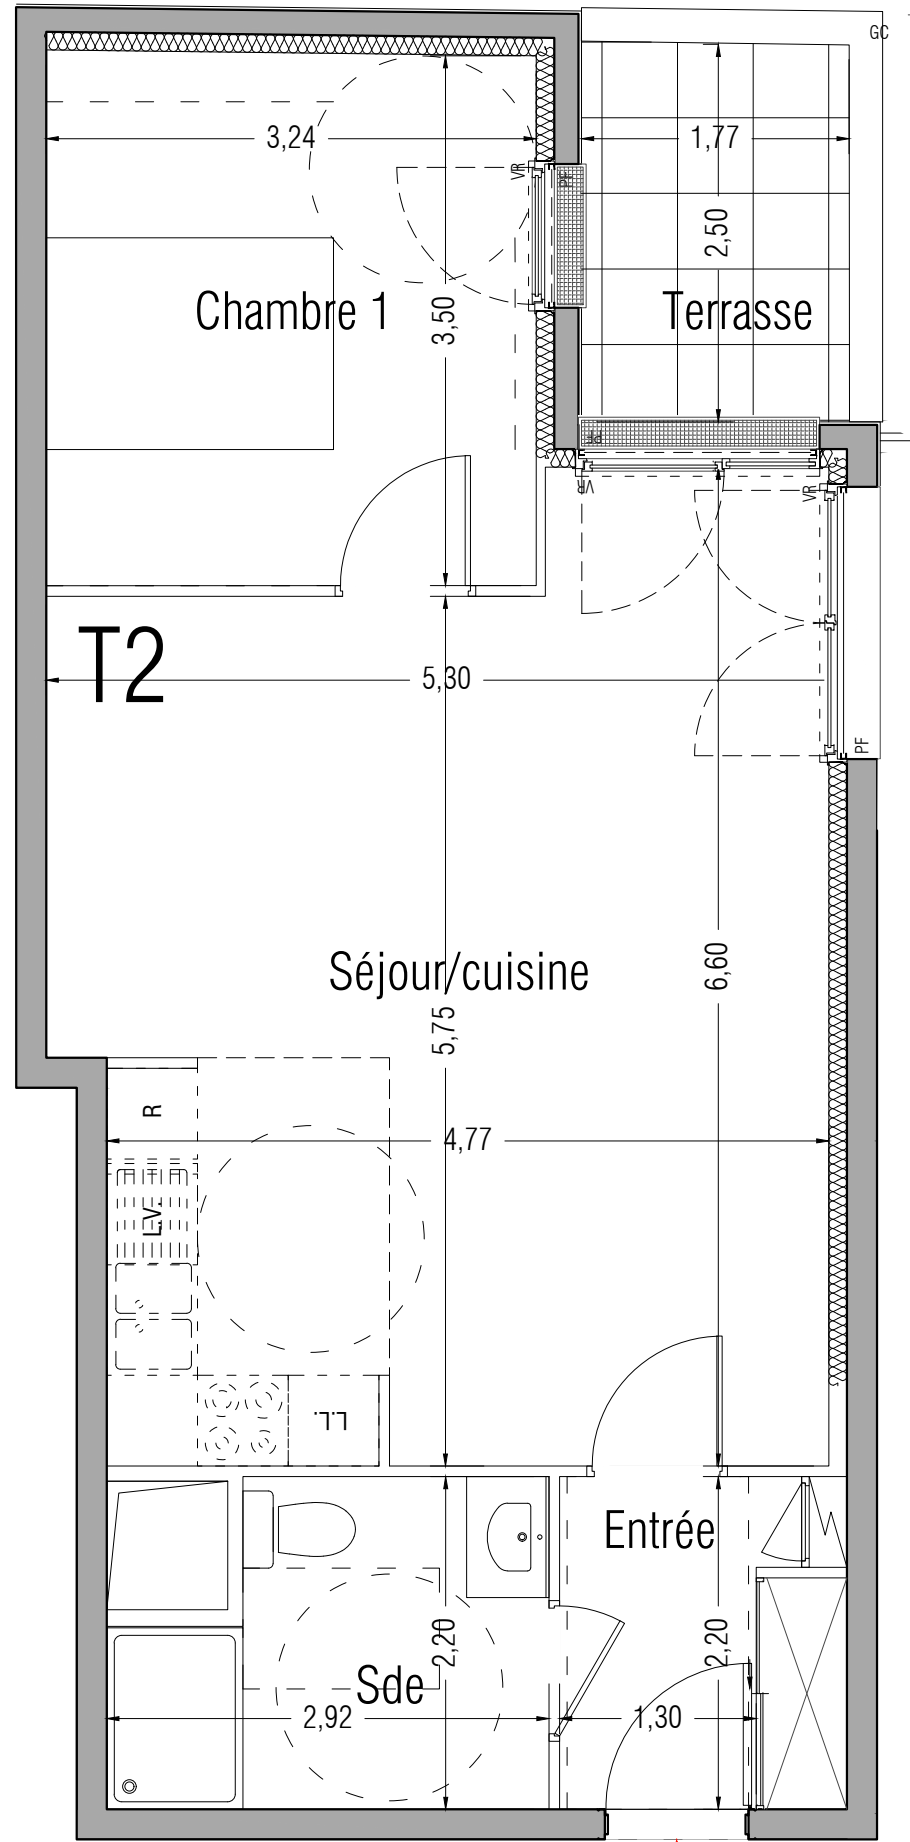 GC
3,24
1,77
VR
PF
2,50
Chambre 1
3,50
Terrasse
PF
VR
VR
T2
5,30
PF
Séjour/cuisine
6,60
5,75
R
4,77
L.V.
L.L.
Entrée
2,20
2,20
Sde
2,92
1,30